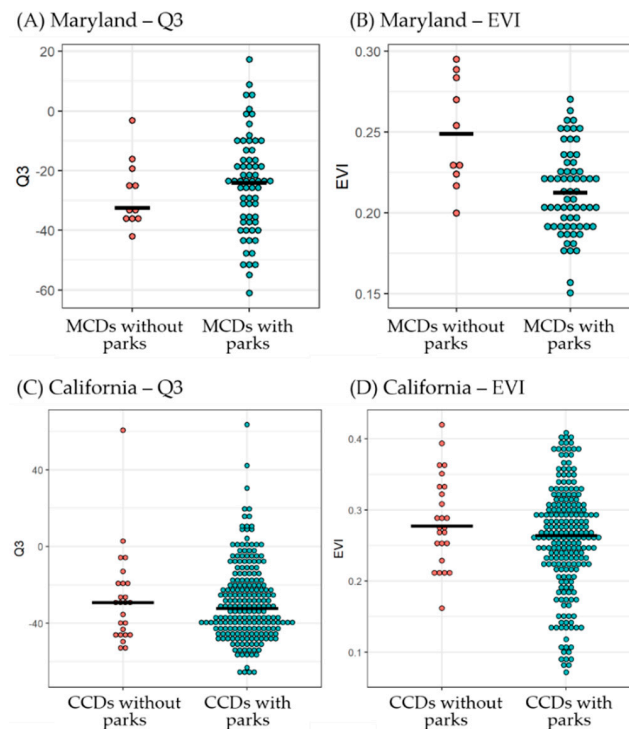 (A) Maryland – Q3
20
0
-20
-40
-60
Q3
MCDs without parks
MCDs with parks
(B) Maryland – EVI
0.30
0.25
0.20
0.15
EVI
MCDs without parks
MCDs with parks
(C) California – Q3
40
0
-40
Q3
CCDs without parks
CCDs with parks
(D) California – EVI
0.4
0.3
0.2
0.1
EVI
CCDs without parks
CCDs with parks